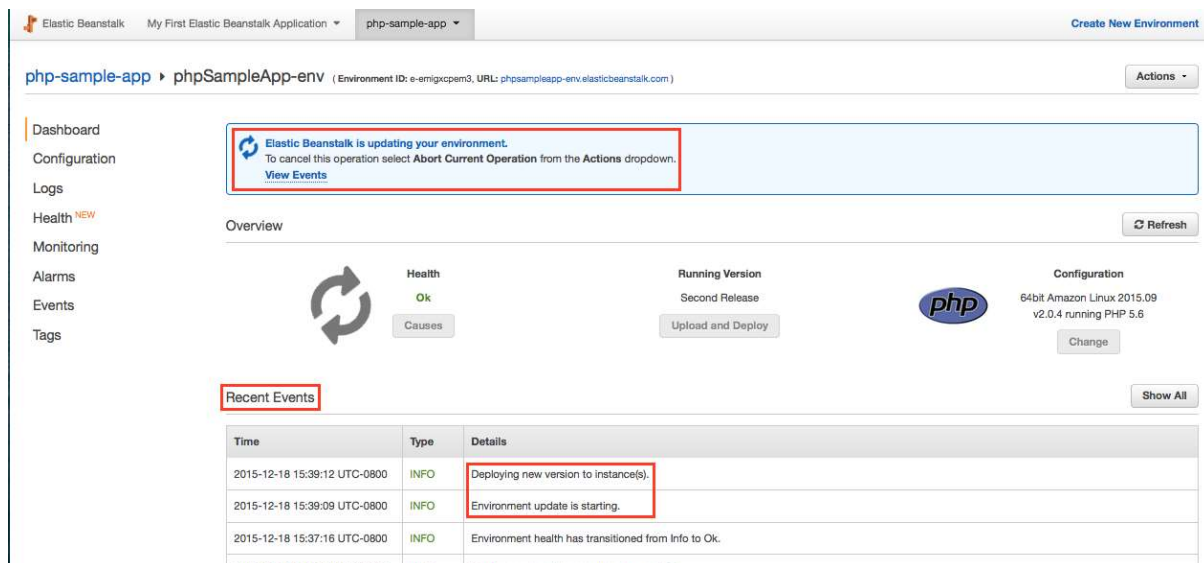 Elastic Beanstalk My First Elastic Beanstalk Application php-sample-app Create New Environment
php-sample-app phpSampleApp-env ( Environment ID: e-emigxcpem3, URL: phpsampleapp-env.elasticbeanstalk.com ) Actions
Dashboard
Configuration
Logs
Health NEW
Monitoring
Alarms
Events
Tags
Elastic Beanstalk is updating your environment.
To cancel this operation select Abort Current Operation from the Actions dropdown.
View Events
Overview Refresh
Health
Ok
Causes
Running Version
Second Release
Upload and Deploy
php
Configuration
64bit Amazon Linux 2015.09
v2.0.4 running PHP 5.6
Change
Recent Events Show All
Time Type Details
2015-12-18 15:39:12 UTC-0800 INFO Deploying new version to instance(s).
2015-12-18 15:39:09 UTC-0800 INFO Environment update is starting.
2015-12-18 15:37:16 UTC-0800 INFO Environment health has transitioned from Info to Ok.